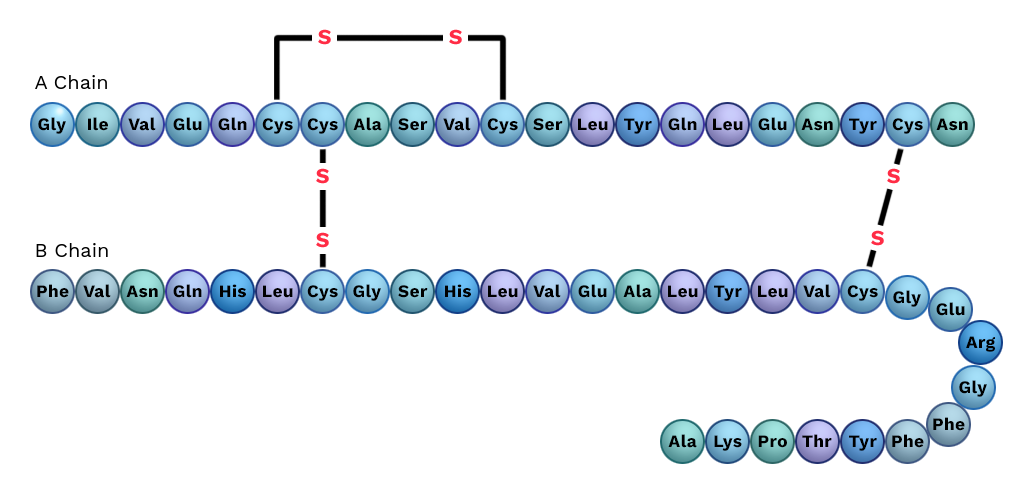 S S
A Chain
Gly Ile Val Glu Gln Cys Cys Ala Ser Val Cys Ser Leu Tyr Gln Leu Glu Asn Tyr Cys Asn
S S
S S
B Chain
Phe Val Asn Gln His Leu Cys Gly Ser His Leu Val Glu Ala Leu Tyr Leu Val Cys Gly Glu
Arg
Gly
Phe
Ala Lys Pro Thr Tyr Phe